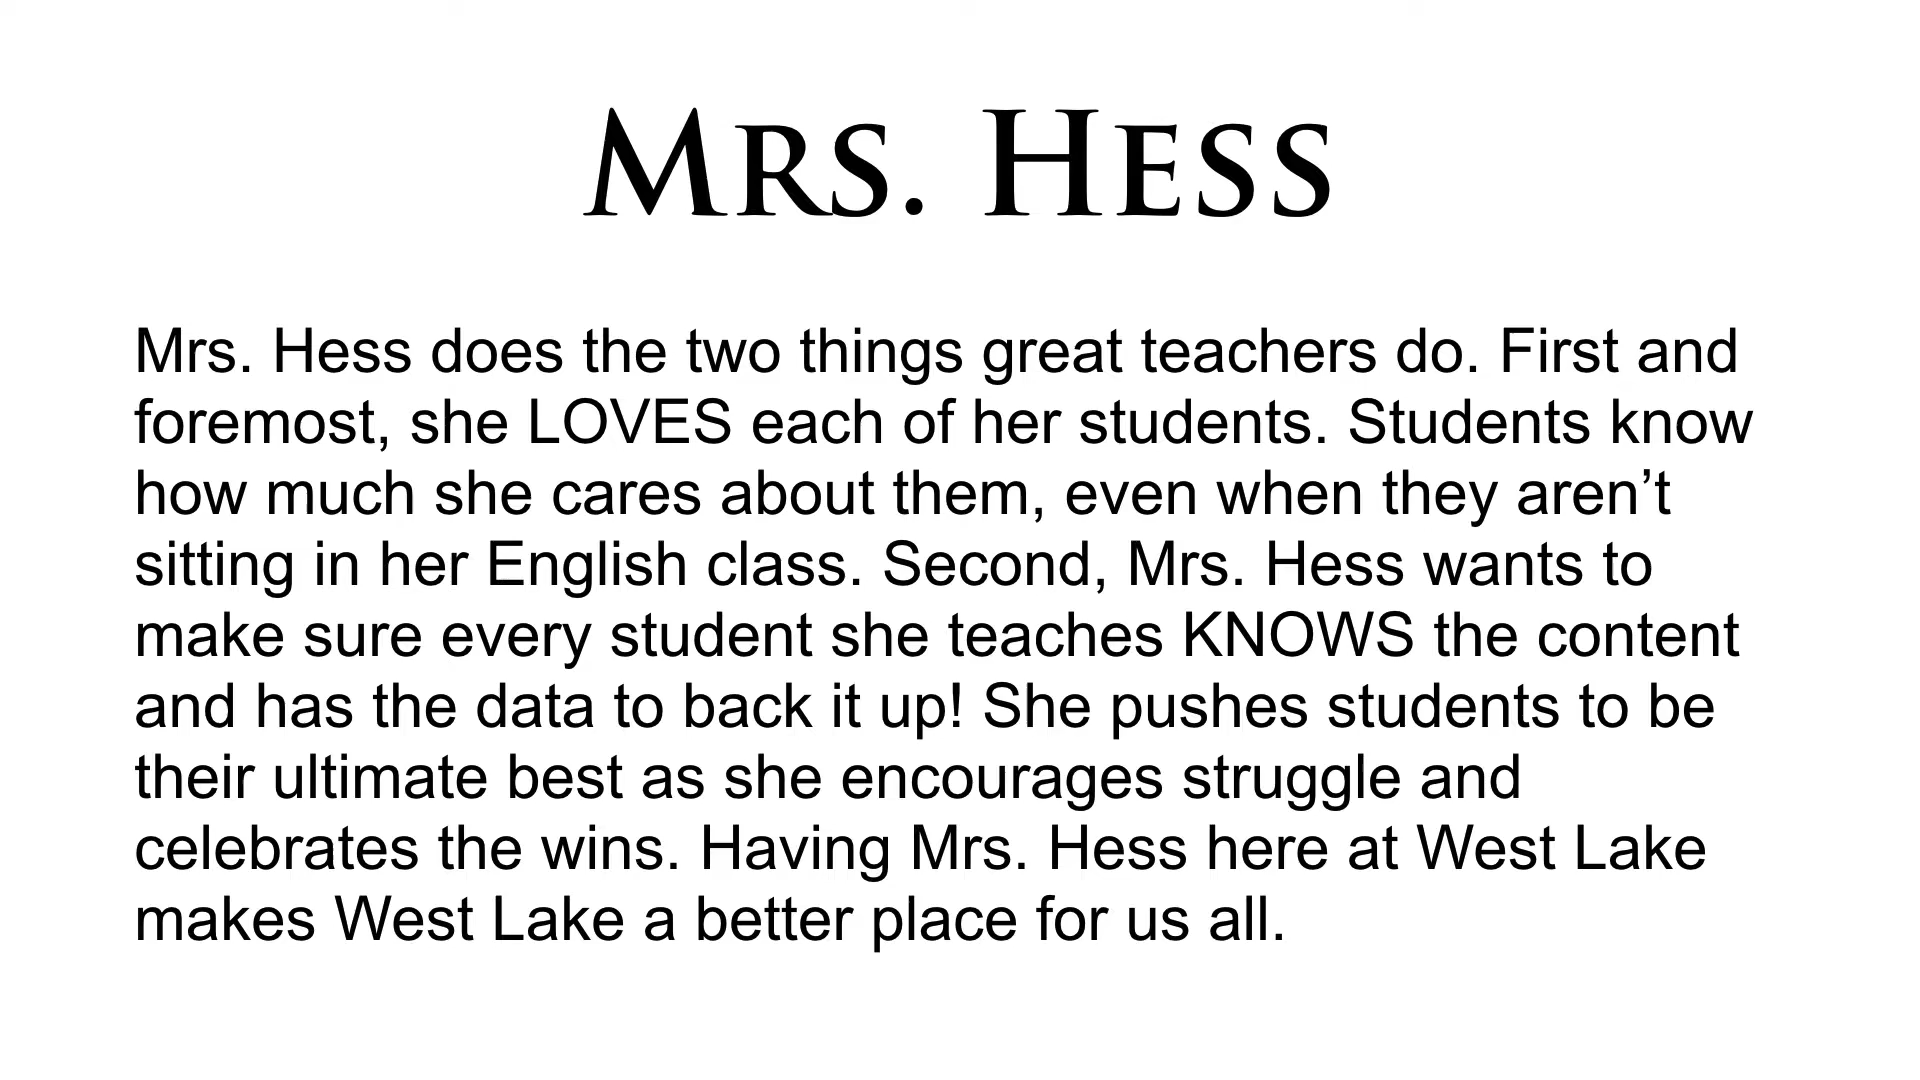 Mrs. Hess
Mrs. Hess does the two things great teachers do. First and
foremost, she LOVES each of her students. Students know
how much she cares about them, even when they aren’t
sitting in her English class. Second, Mrs. Hess wants to
make sure every student she teaches KNOWS the content
and has the data to back it up! She pushes students to be
their ultimate best as she encourages struggle and
celebrates the wins. Having Mrs. Hess here at West Lake
makes West Lake a better place for us all.